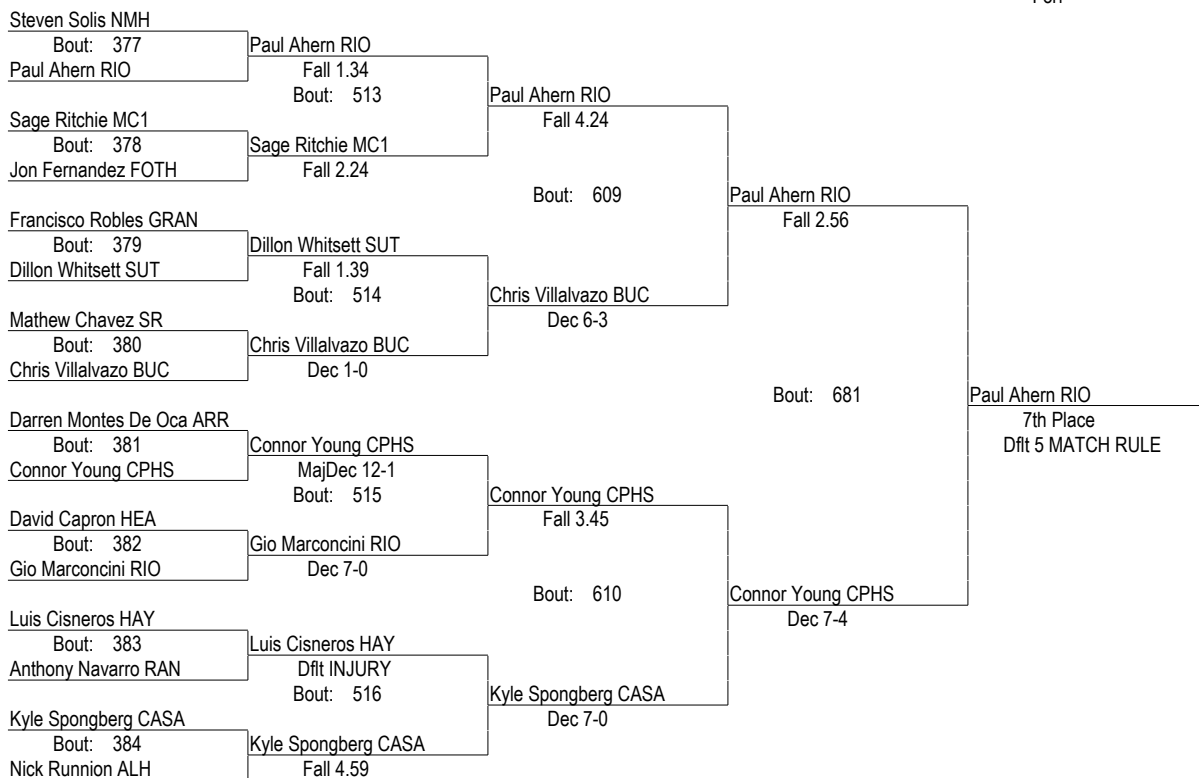 Steven Solis NMH
Bout: 377
Paul Ahern RIO
Paul Ahern RIO
Fall 1.34
Bout: 513
Paul Ahern RIO
Fall 4.24
Sage Ritchie MC1
Bout: 378
Sage Ritchie MC1
Jon Fernandez FOTH
Fall 2.24
Bout: 609
Paul Ahern RIO
Fall 2.56
Francisco Robles GRAN
Bout: 379
Dillon Whitsett SUT
Dillon Whitsett SUT
Fall 1.39
Bout: 514
Chris Villalvazo BUC
Dec 6-3
Mathew Chavez SR
Bout: 380
Chris Villalvazo BUC
Chris Villalvazo BUC
Dec 1-0
Bout: 681
Paul Ahern RIO
7th Place
Dflt 5 MATCH RULE
Darren Montes De Oca ARR
Bout: 381
Connor Young CPHS
Connor Young CPHS
MajDec 12-1
Bout: 515
Connor Young CPHS
Fall 3.45
David Capron HEA
Bout: 382
Gio Marconcini RIO
Gio Marconcini RIO
Dec 7-0
Bout: 610
Connor Young CPHS
Dec 7-4
Luis Cisneros HAY
Bout: 383
Luis Cisneros HAY
Anthony Navarro RAN
Dflt INJURY
Bout: 516
Kyle Spongberg CASA
Dec 7-0
Kyle Spongberg CASA
Bout: 384
Kyle Spongberg CASA
Nick Runnion ALH
Fall 4.59